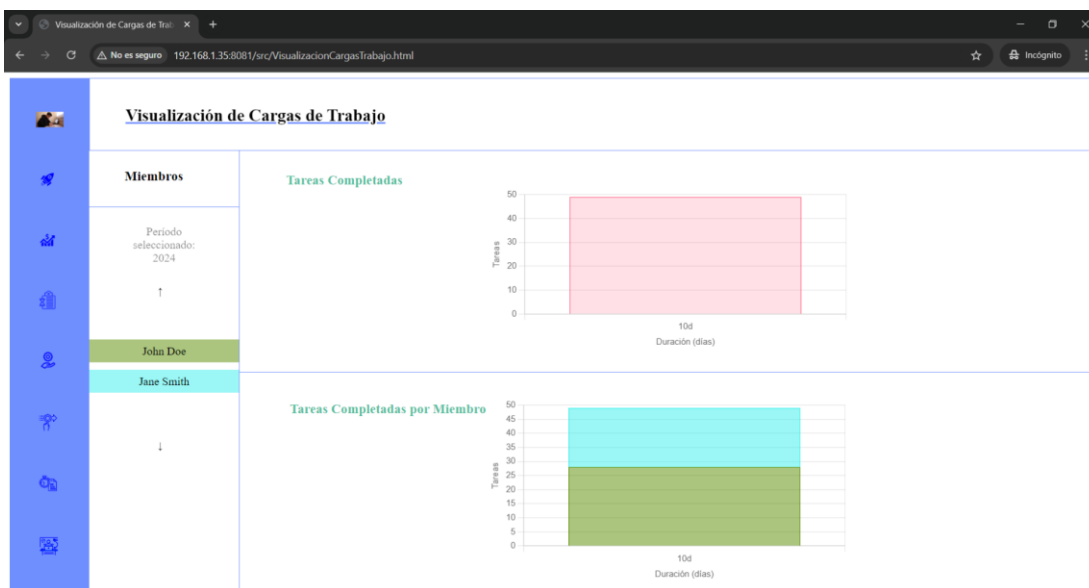 Visualización de Cargas de Tral
No es seguro 192.168.1.35:8081/src/VisualizacionCargasTrabajo.html
Incógnito
Visualización de Cargas de Trabajo
Miembros
Periodo
seleccionado:
2024
↑
John Doe
Jane Smith
↓
Tareas Completadas
50
40
30
20
10
0
Tareas
10d
Duración (días)
Tareas Completadas por Miembro
50
45
40
35
30
25
20
15
10
5
0
Tareas
10d
Duración (días)